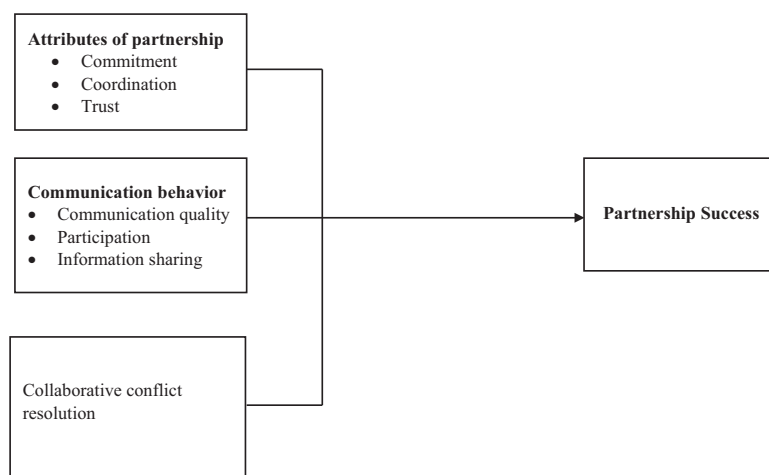 Attributes of partnership
• Commitment
• Coordination
• Trust
Communication behavior
• Communication quality
• Participation
• Information sharing
Collaborative conflict
resolution
Partnership Success